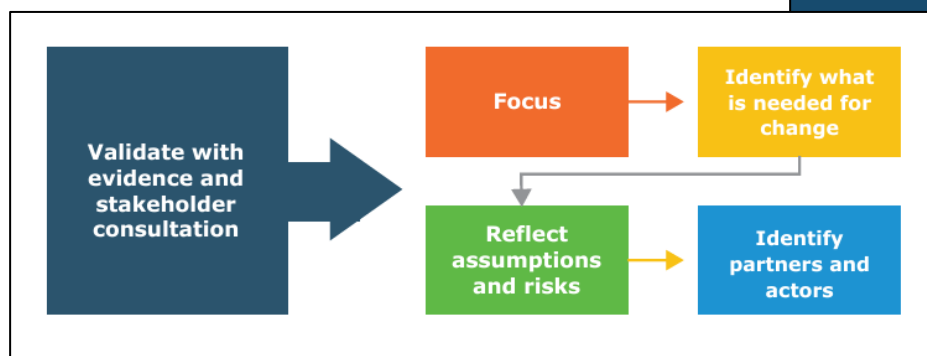 Validate with
evidence and
stakeholder
consultation
Focus
Identify what
is needed for
change
Reflect
assumptions
and risks
Identify
partners and
actors